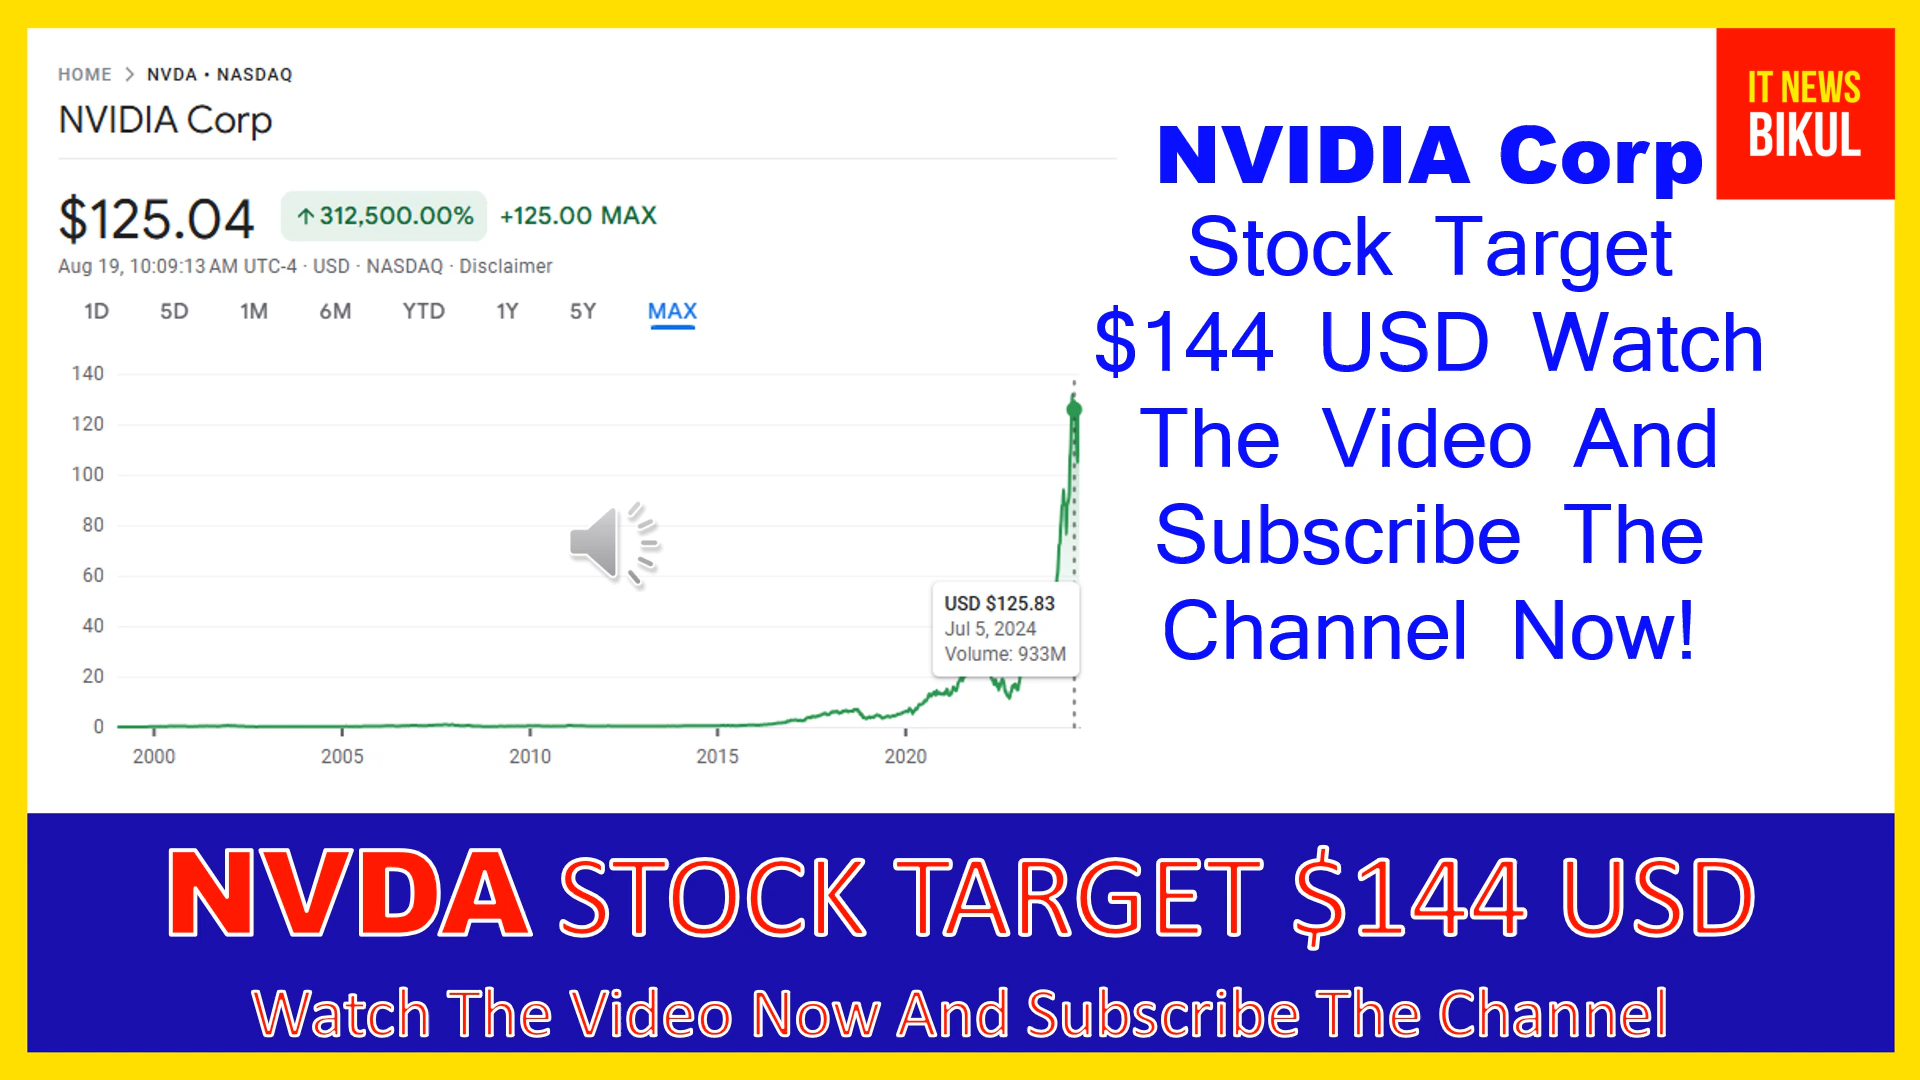 HOME > NVDA • NASDAQ
NVIDIA Corp
$125.04 ↑312,500.00% +125.00 MAX
Aug 19, 10:09:13 AM UTC-4 · USD · NASDAQ · Disclaimer
1D 5D 1M 6M YTD 1Y 5Y MAX
140
120
100
80
60
40
20
0
USD $125.83
Jul 5, 2024
Volume: 933M
2000 2005 2010 2015 2020
IT NEWS
BIKUL
NVIDIA Corp
Stock Target
$144 USD Watch
The Video And
Subscribe The
Channel Now!
NVDA STOCK TARGET $144 USD
Watch The Video Now And Subscribe The Channel